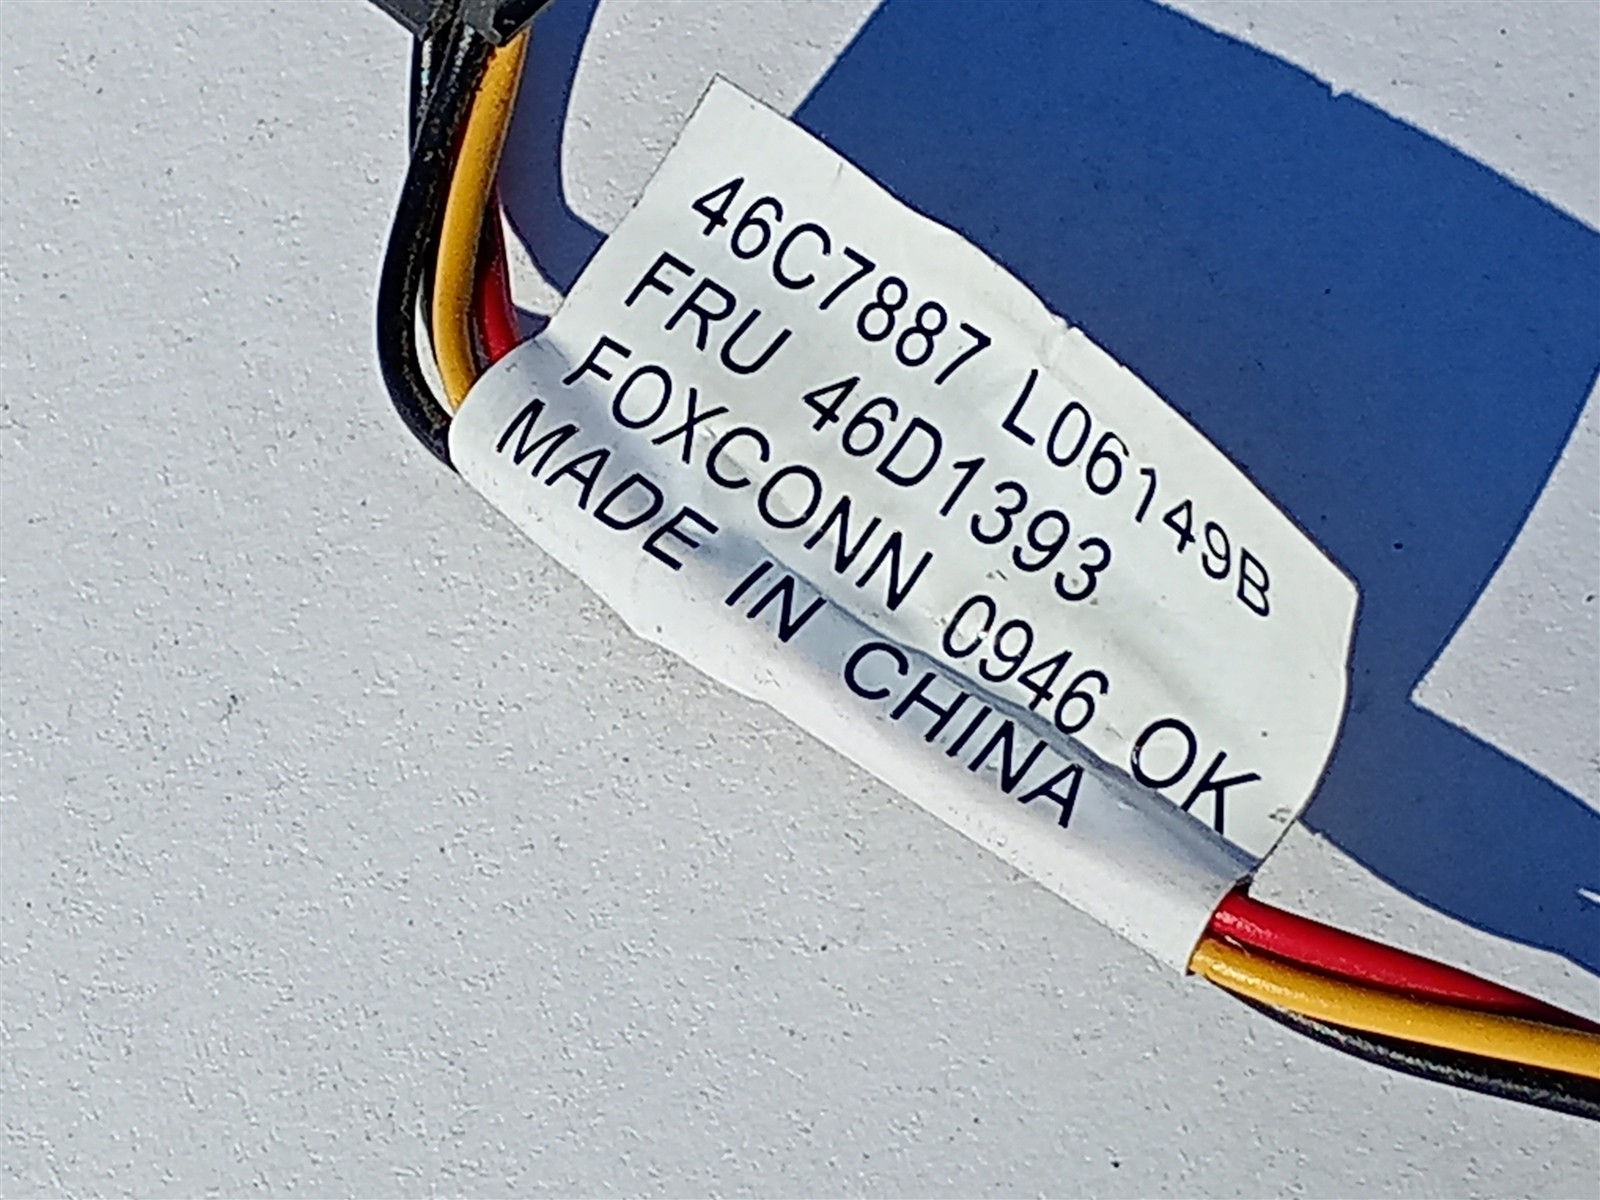 46C7887 L06149B
FRU 46D1393
FOXCONN 0946 OK
MADE IN CHINA